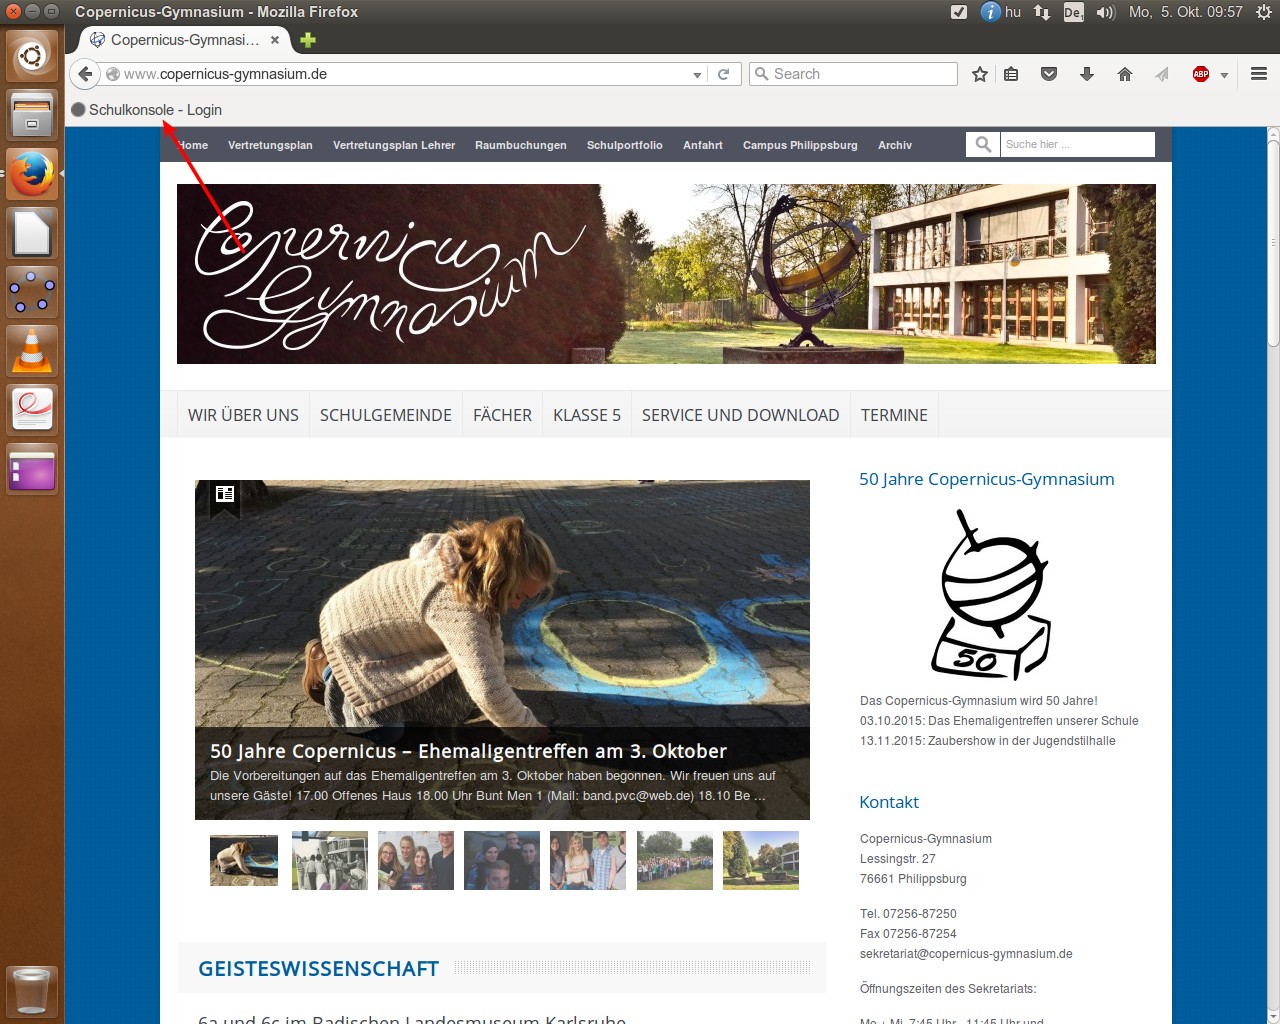 Copernicus-Gymnasium - Mozilla Firefox
hu
De1
Mo, 5. Okt. 09:57
Copernicus-Gymnasi...
www.copernicus-gymnasium.de
Search
ABP
Schulkonsole - Login
Home Vertretungsplan Vertretungsplan Lehrer Raumbuchungen Schulportfolio Anfahrt Campus Philippsburg Archiv
Suche hier ...
Copernicus
Gymnasium
WIR ÜBER UNS SCHULGEMEINDE FÄCHER KLASSE 5 SERVICE UND DOWNLOAD TERMINE
50 Jahre Copernicus – Ehemaligentreffen am 3. Oktober
Die Vorbereitungen auf das Ehemaligentreffen am 3. Oktober haben begonnen. Wir freuen uns auf
unsere Gäste! 17.00 Offenes Haus 18.00 Uhr Bunt Men 1 (Mail: band.pvc@web.de) 18.10 Be ...
GEISTESWISSENSCHAFT
6a und 6c im Badischen Landesmuseum Karlsruhe
50 Jahre Copernicus-Gymnasium
50
Das Copernicus-Gymnasium wird 50 Jahre!
03.10.2015: Das Ehemaligentreffen unserer Schule
13.11.2015: Zaubershow in der Jugendstilhalle
Kontakt
Copernicus-Gymnasium
Lessingstr. 27
76661 Philippsburg
Tel. 07256-87250
Fax 07256-87254
sekretariat@copernicus-gymnasium.de
Öffnungszeiten des Sekretariats:
Mo + Mi 7:45 Uhr - 11:45 Uhr und